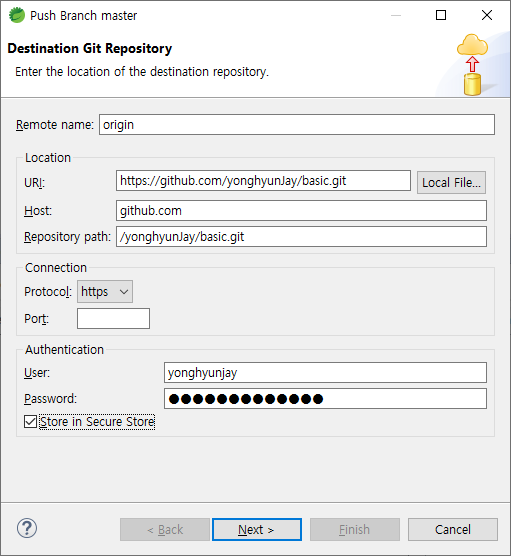 Push Branch master
Destination Git Repository
Enter the location of the destination repository.
Remote name: origin
Location
URI: https://github.com/yonghyunJay/basic.git Local File...
Host: github.com
Repository path: /yonghyunJay/basic.git
Connection
Protocol: https
Port:
Authentication
User: yonghyunjay
Password: ●●●●●●●●●●●●●
Store in Secure Store
< Back Next > Finish Cancel